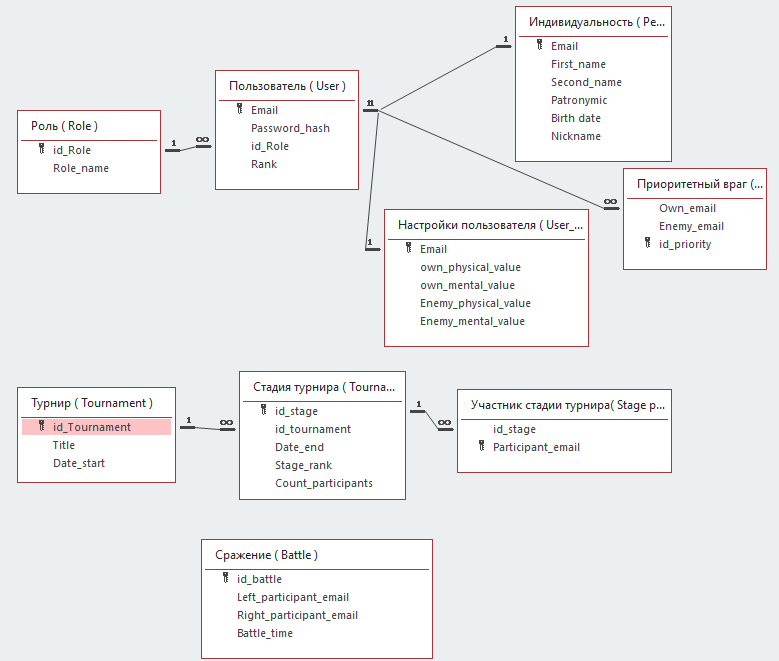 Индивидуальность ( Ре...
Email
First_name
Second_name
Patronymic
Birth date
Nickname
Пользователь ( User )
Email
Password_hash
id_Role
Rank
Роль ( Role )
id_Role
Role_name
1
∞
11
1
∞
1
Приоритетный враг (...
Own_email
Enemy_email
id_priority
Настройки пользователя ( User_...
Email
own_physical_value
own_mental_value
Enemy_physical_value
Enemy_mental_value
Турнир ( Tournament )
id_Tournament
Title
Date_start
1
∞
Стадия турнира ( Tourna...
id_stage
id_tournament
Date_end
Stage_rank
Count_participants
1
∞
Участник стадии турнира( Stage p...
id_stage
Participant_email
Сражение ( Battle )
id_battle
Left_participant_email
Right_participant_email
Battle_time